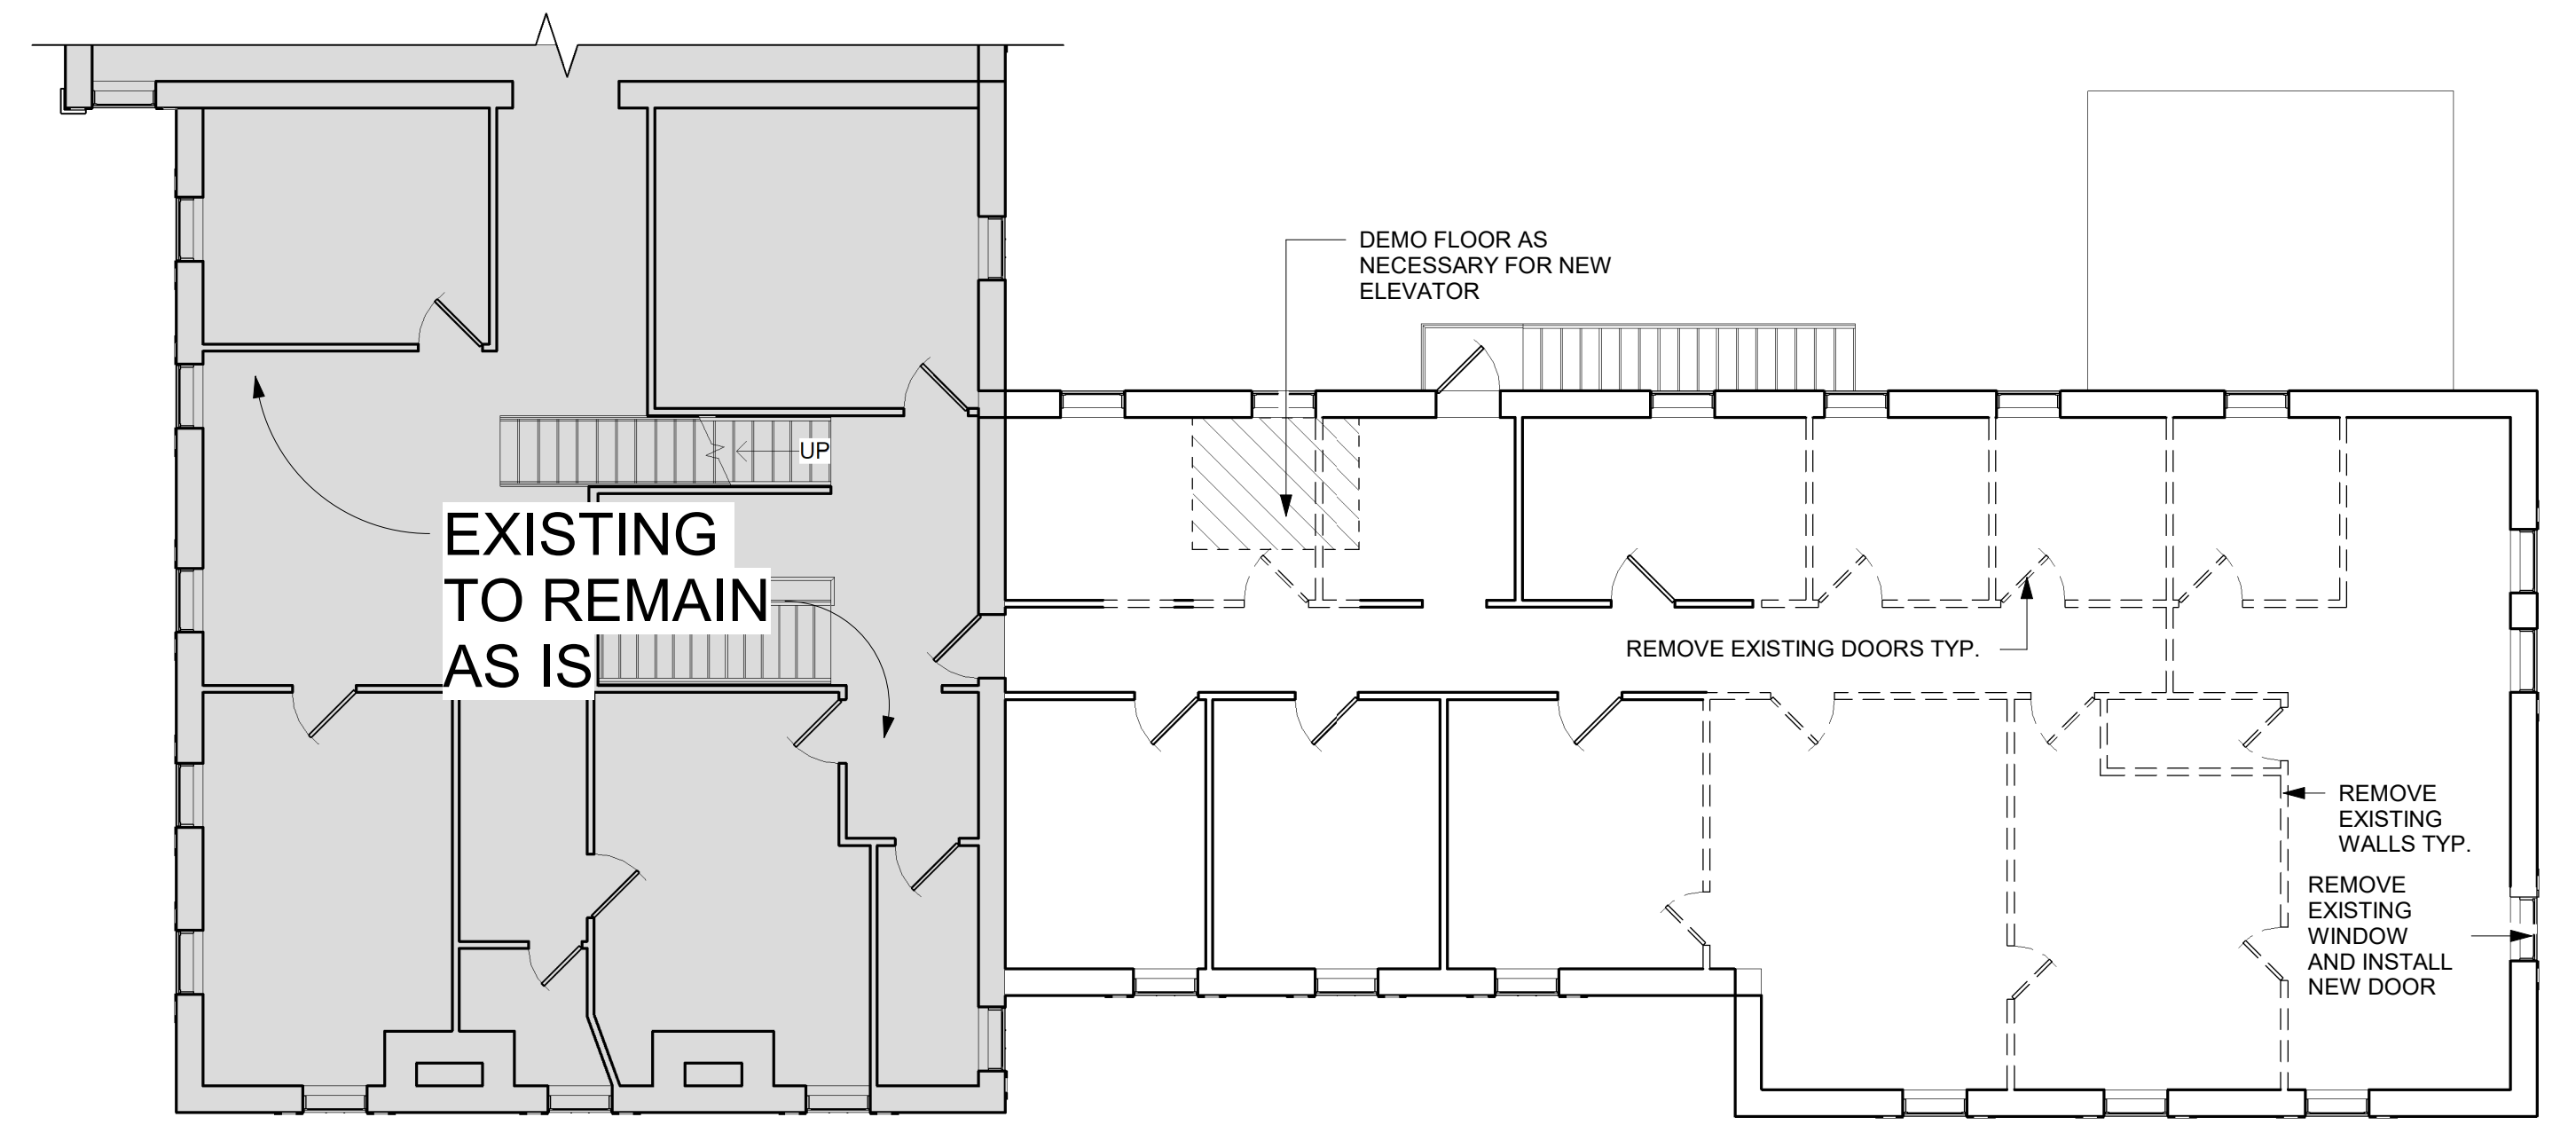 DEMO FLOOR AS
NECESSARY FOR NEW
ELEVATOR
UP
EXISTING
TO REMAIN
AS IS
REMOVE EXISTING DOORS TYP.
REMOVE
EXISTING
WALLS TYP.
REMOVE
EXISTING
WINDOW
AND INSTALL
NEW DOOR